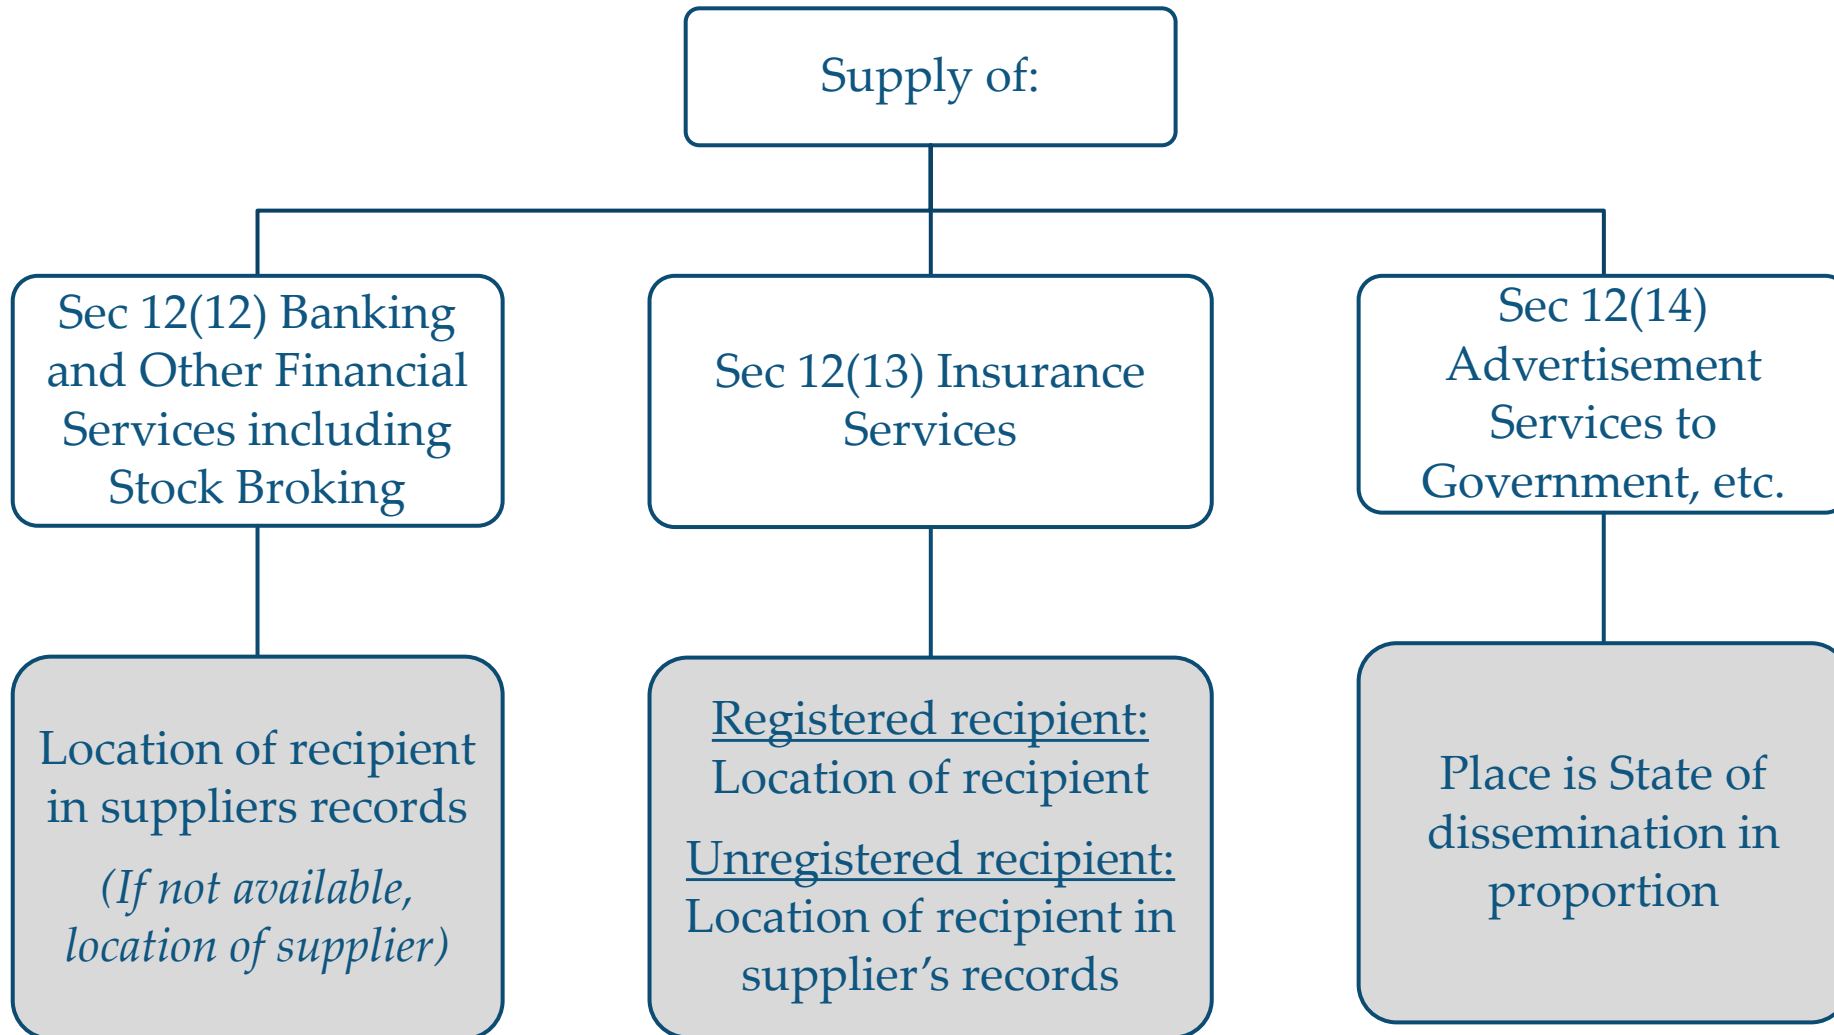 Supply of:
Sec 12(12) Banking
and Other Financial
Services including
Stock Broking
Sec 12(13) Insurance
Services
Sec 12(14)
Advertisement
Services to
Government, etc.
Location of recipient
in suppliers records
(If not available,
location of supplier)
Registered recipient:
Location of recipient
Unregistered recipient:
Location of recipient in
supplier’s records
Place is State of
dissemination in
proportion